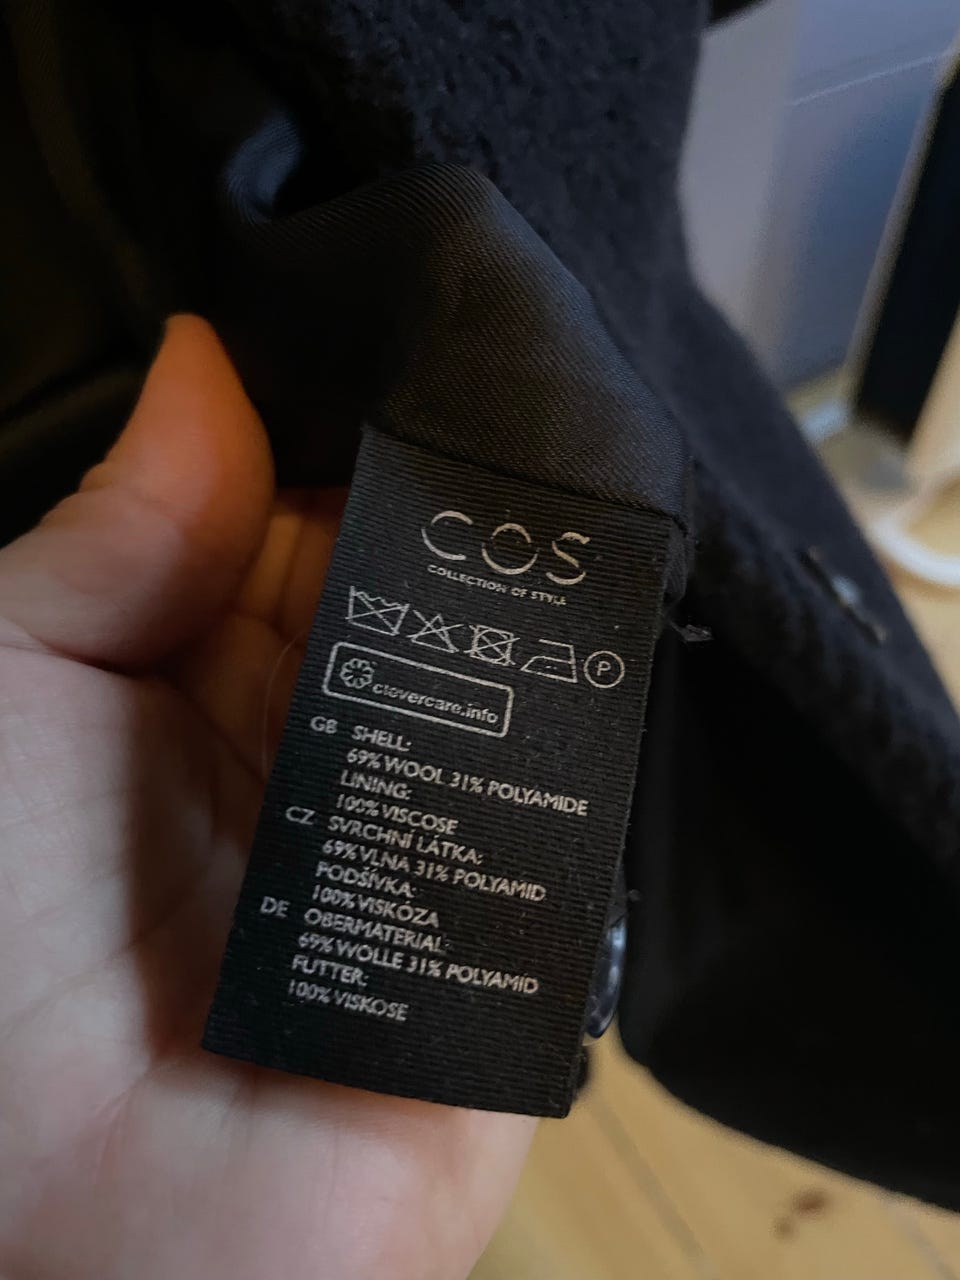 COS
COLLECTION OF STYLE
P
clevercare.info
GB SHELL:
69% WOOL 31% POLYAMIDE
LINING:
100% VISCOSE
CZ SVRCHNÍ LÁTKA:
69% VLNA 31% POLYAMID
PODŠÍVKA:
100% VISKÓZA
DE OBERMATERIAL:
69% WOLLE 31% POLYAMID
FUTTER:
100% VISKOSE